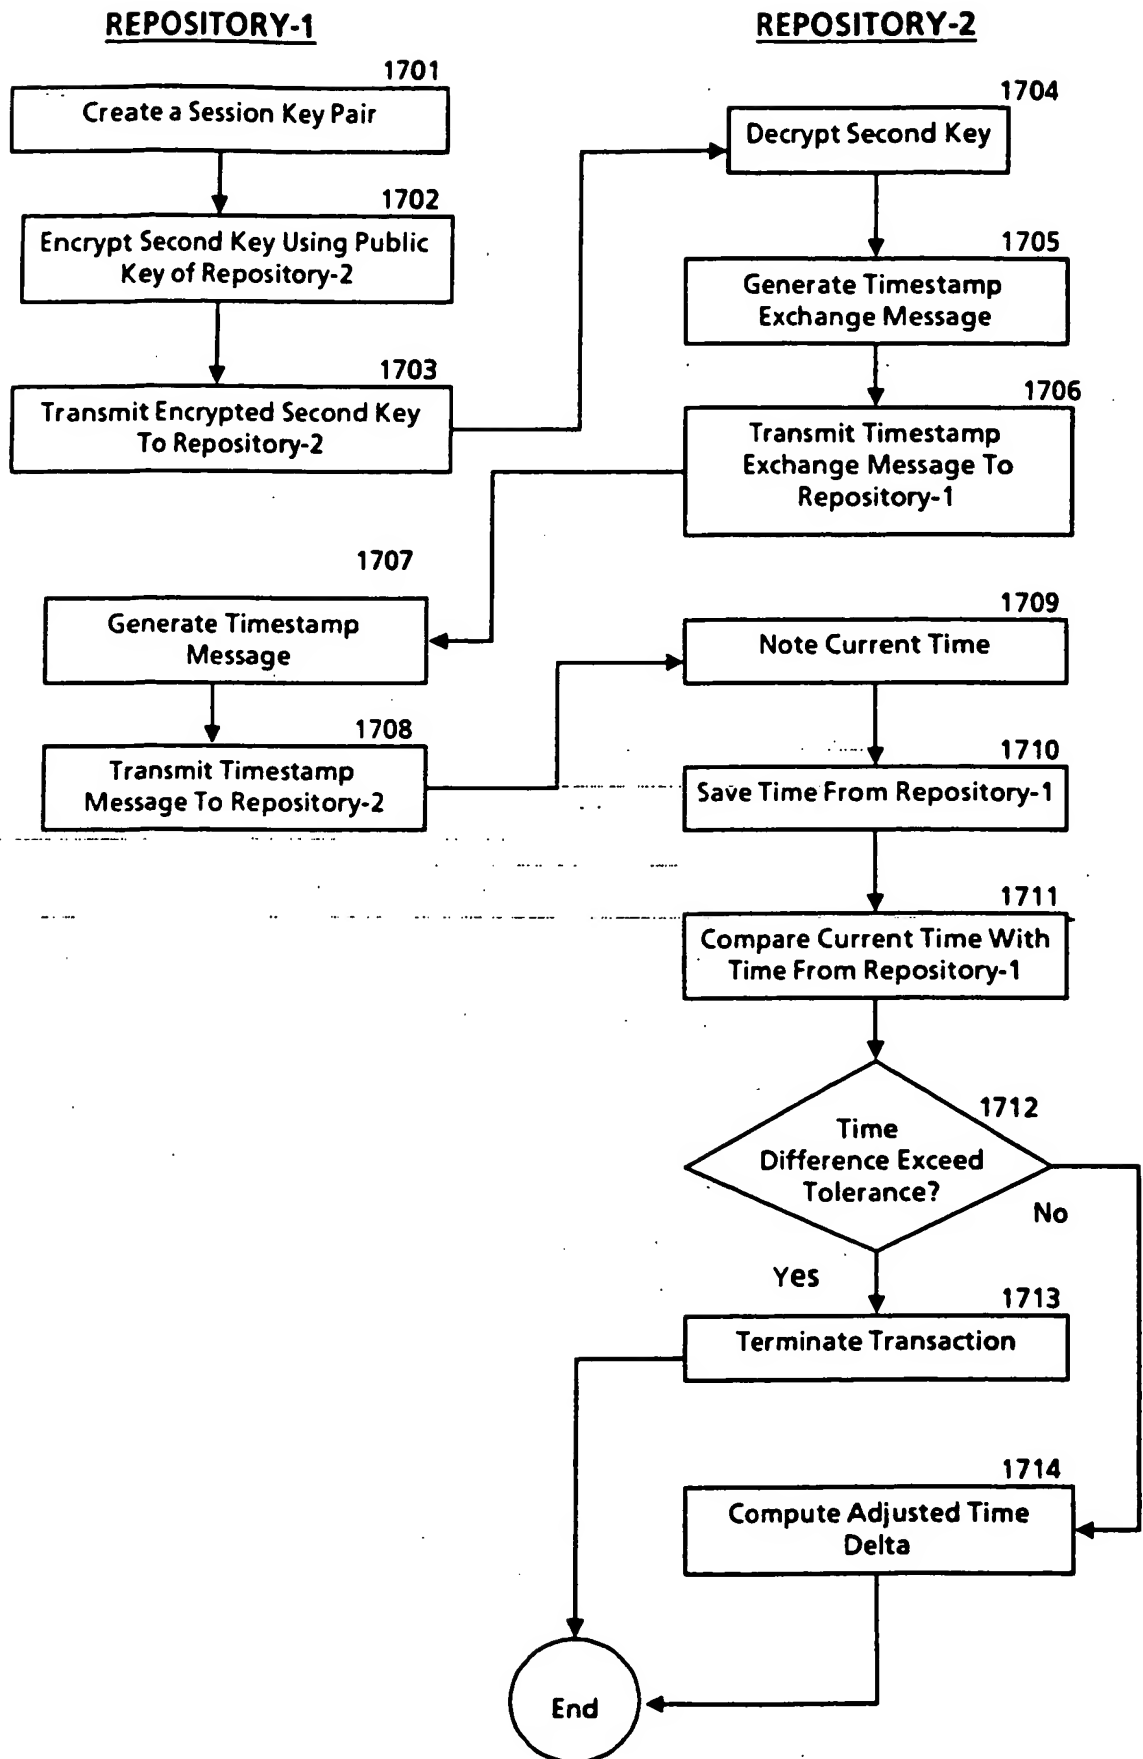 REPOSITORY-1
1701
Create a Session Key Pair
1702
Encrypt Second Key Using Public
Key of Repository-2
1703
Transmit Encrypted Second Key
To Repository-2
REPOSITORY-2
1704
Decrypt Second Key
1705
Generate Timestamp
Exchange Message
1706
Transmit Timestamp
Exchange Message To
Repository-1
1707
Generate Timestamp
Message
1708
Transmit Timestamp
Message To Repository-2
1709
Note Current Time
1710
Save Time From Repository-1
1711
Compare Current Time With
Time From Repository-1
1712
Time
Difference Exceed
Tolerance?
No
Yes
1713
Terminate Transaction
1714
Compute Adjusted Time
Delta
End